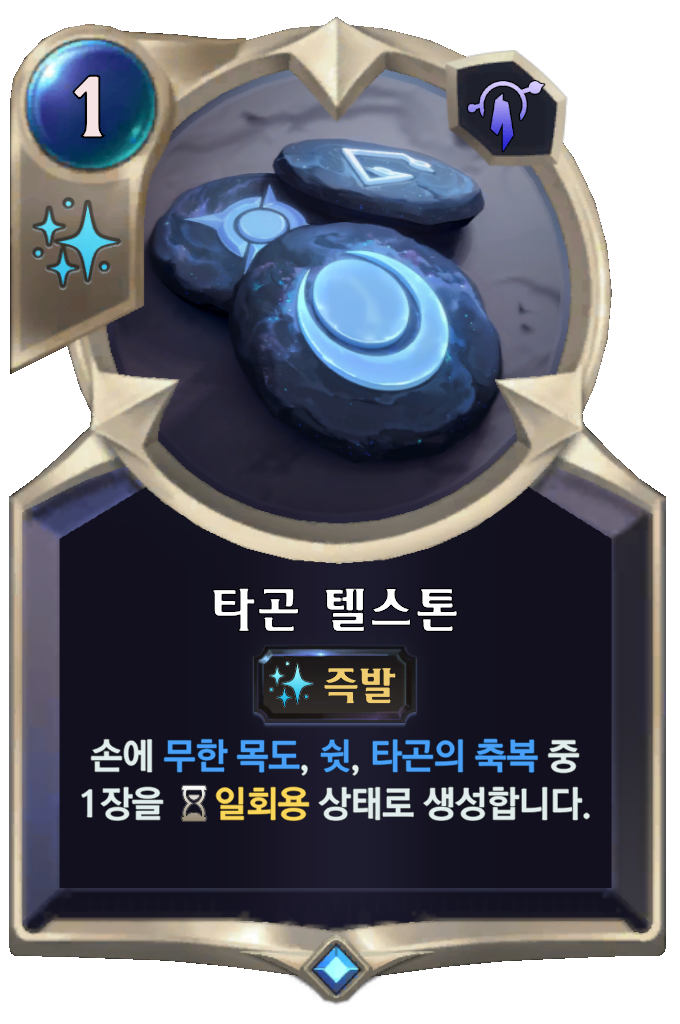 1
타곤 텔스톤
즉발
손에 무한 목도, 쉿, 타곤의 축복 중
1장을 일회용 상태로 생성합니다.